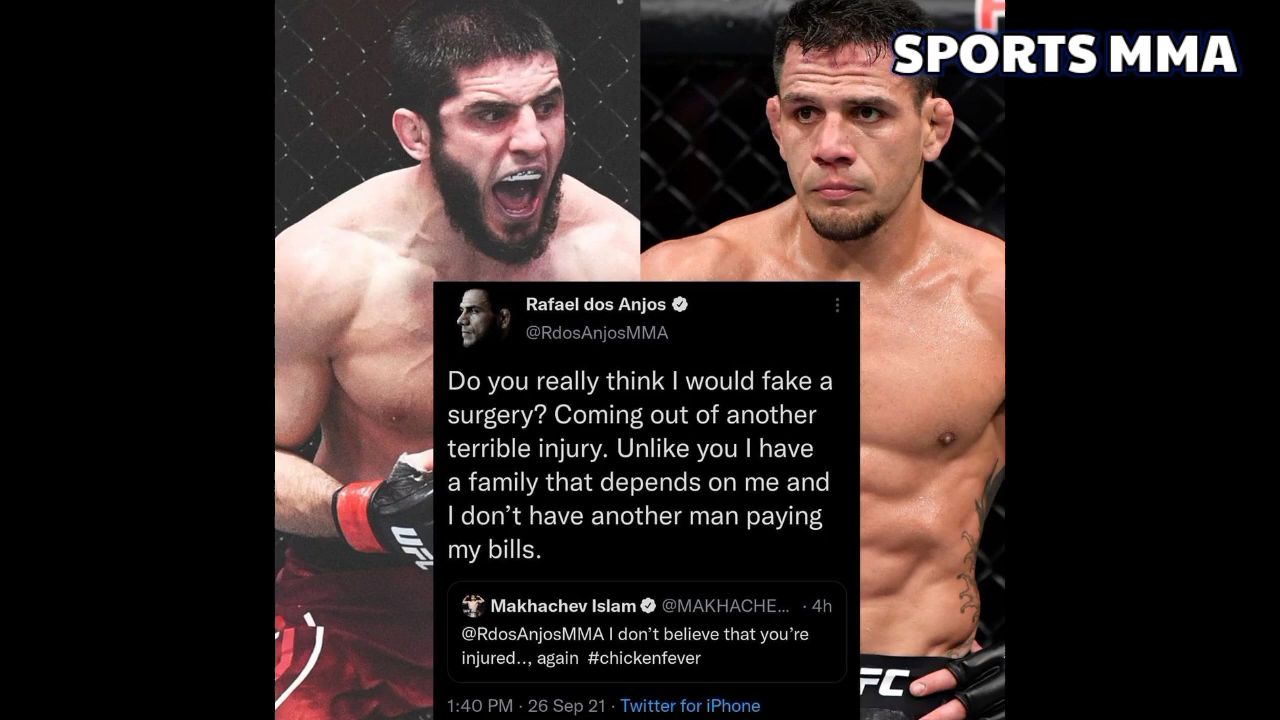 SPORTS MMA
Rafael dos Anjos
@RdosAnjosMMA
Do you really think I would fake a
surgery? Coming out of another
terrible injury. Unlike you I have
a family that depends on me and
I don’t have another man paying
my bills.
Makhachev Islam @MAKHACHE... · 4h
@RdosAnjosMMA I don’t believe that you’re
injured.., again #chickenfever
1:40 PM · 26 Sep 21 · Twitter for iPhone
UFC
FC